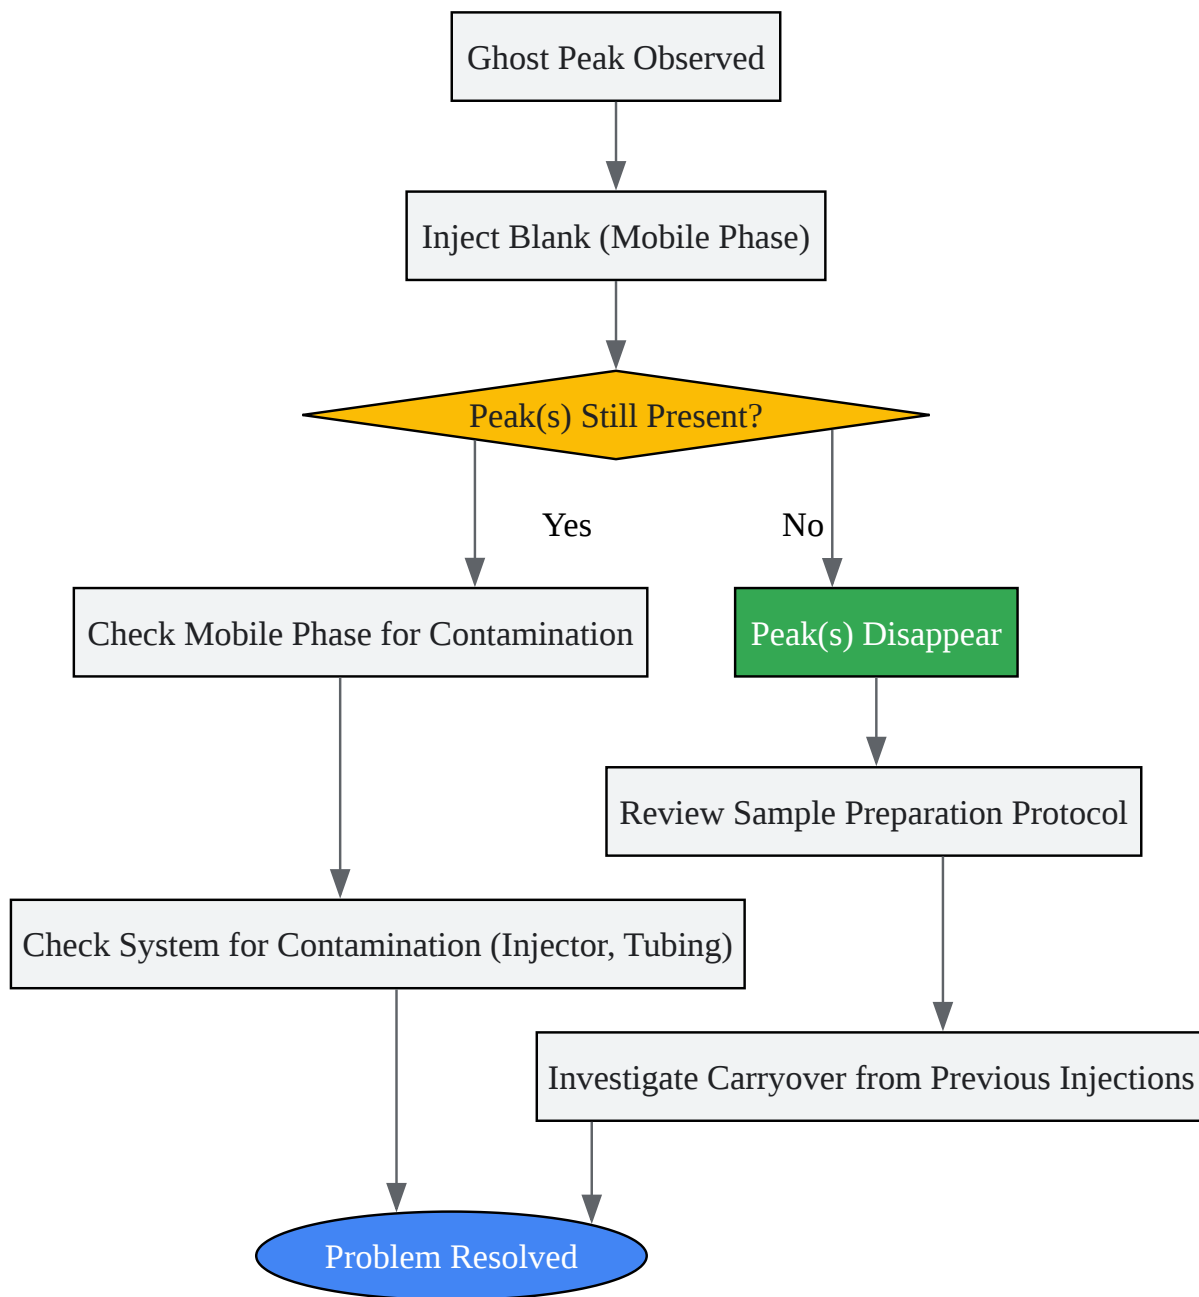 Ghost Peak Observed
Inject Blank (Mobile Phase)
Peak(s) Still Present?
Yes
No
Check Mobile Phase for Contamination
Peak(s) Disappear
Review Sample Preparation Protocol
Check System for Contamination (Injector, Tubing)
Investigate Carryover from Previous Injections
Problem Resolved